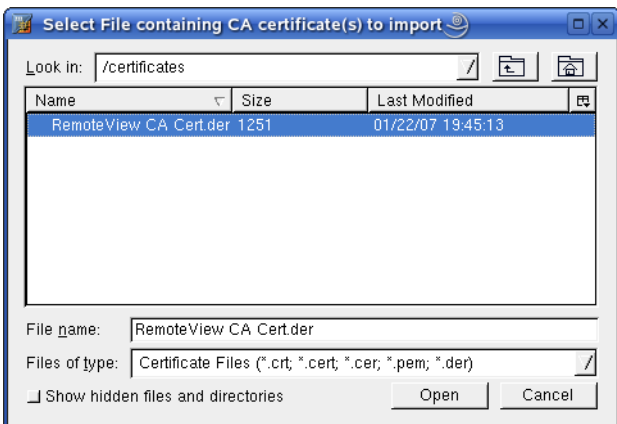 Select File containing CA certificate(s) to import
Look in: /certificates
Name Size Last Modified
RemoteView CA Cert.der 1251 01/22/07 19:45:13
File name: RemoteView CA Cert.der
Files of type: Certificate Files (*.crt; *.cert; *.cer; *.pem; *.der)
Show hidden files and directories Open Cancel